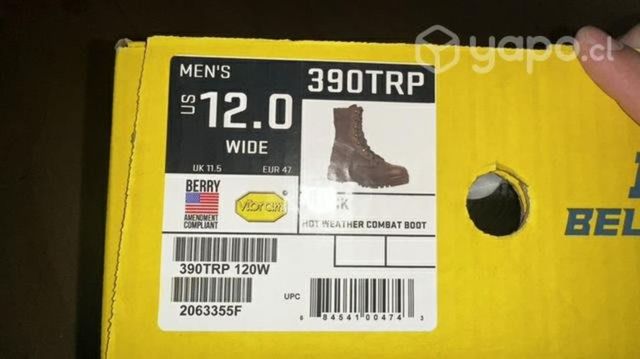 yapo.cl
MEN'S
US 12.0
WIDE
UK 11.5 EUR 47
390TRP
BERRY
AMENDMENT
COMPLIANT
vibram
HOT WEATHER COMBAT BOOT
390TRP 120W
2063355F
UPC
6 84541 00474 3